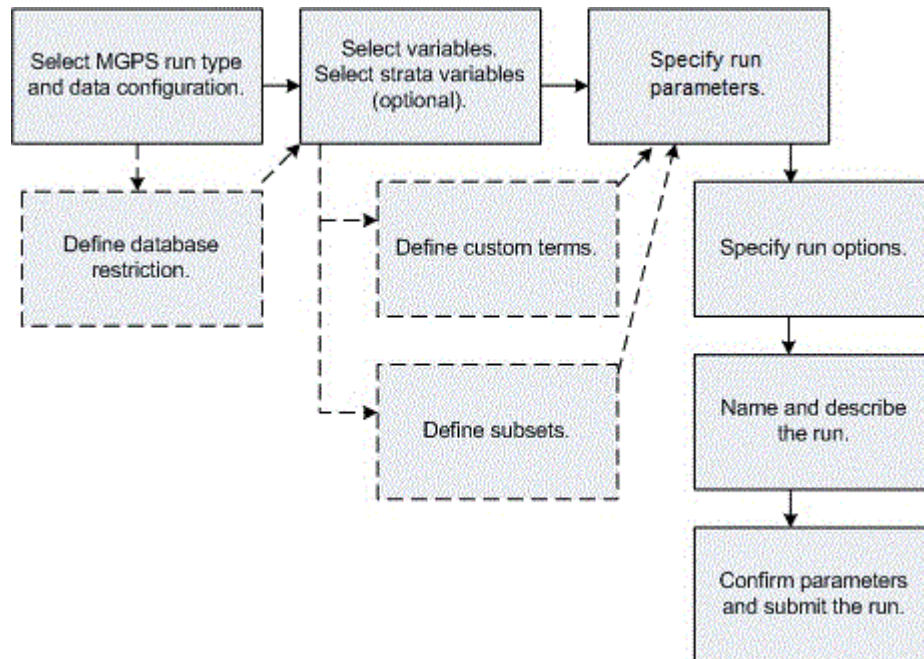 Select MGPS run type
and data configuration.
Select variables.
Select strata variables
(optional).
Specify run
parameters.
Define database
restriction.
Define custom terms.
Specify run options.
Define subsets.
Name and describe
the run.
Confirm parameters
and submit the run.